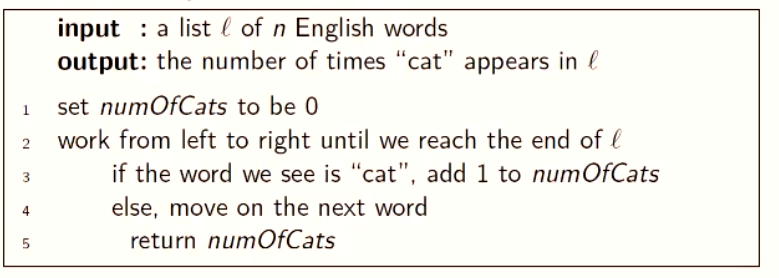 input : a list ℓ of n English words
output: the number of times “cat” appears in ℓ
1 set numOfCats to be 0
2 work from left to right until we reach the end of ℓ
3 if the word we see is “cat”, add 1 to numOfCats
4 else, move on the next word
5 return numOfCats